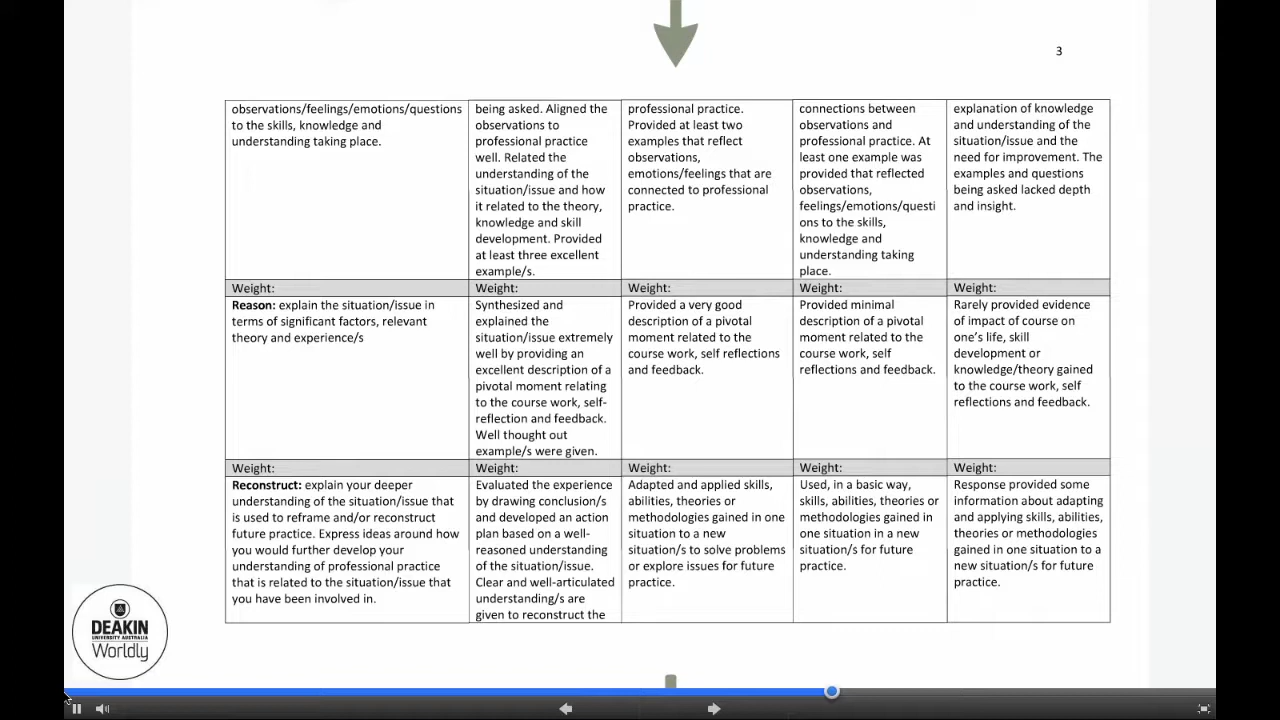 3
observations/feelings/emotions/questions
to the skills, knowledge and
understanding taking place.
being asked. Aligned the
observations to
professional practice
well. Related the
understanding of the
situation/issue and how
it related to the theory,
knowledge and skill
development. Provided
at least three excellent
example/s.
professional practice.
Provided at least two
examples that reflect
observations,
emotions/feelings that are
connected to professional
practice.
connections between
observations and
professional practice. At
least one example was
provided that reflected
observations,
feelings/emotions/questi
ons to the skills,
knowledge and
understanding taking
place.
explanation of knowledge
and understanding of the
situation/issue and the
need for improvement. The
examples and questions
being asked lacked depth
and insight.
Weight:
Weight:
Weight:
Weight:
Weight:
Reason: explain the situation/issue in
terms of significant factors, relevant
theory and experience/s
Synthesized and
explained the
situation/issue extremely
well by providing an
excellent description of a
pivotal moment relating
to the course work, self-
reflection and feedback.
Well thought out
example/s were given.
Provided a very good
description of a pivotal
moment related to the
course work, self reflections
and feedback.
Provided minimal
description of a pivotal
moment related to the
course work, self
reflections and feedback.
Rarely provided evidence
of impact of course on
one's life, skill
development or
knowledge/theory gained
to the course work, self
reflections and feedback.
Weight:
Weight:
Weight:
Weight:
Weight:
Reconstruct: explain your deeper
understanding of the situation/issue that
is used to reframe and/or reconstruct
future practice. Express ideas around how
you would further develop your
understanding of professional practice
that is related to the situation/issue that
you have been involved in.
Evaluated the experience
by drawing conclusion/s
and developed an action
plan based on a well-
reasoned understanding
of the situation/issue.
Clear and well-articulated
understanding/s are
given to reconstruct the
Adapted and applied skills,
abilities, theories or
methodologies gained in one
situation to a new
situation/s to solve problems
or explore issues for future
practice.
Used, in a basic way,
skills, abilities, theories or
methodologies gained in
one situation in a new
situation/s for future
practice.
Response provided some
information about adapting
and applying skills, abilities,
theories or methodologies
gained in one situation to a
new situation/s for future
practice.
DEAKIN
UNIVERSITY AUSTRALIA
Worldly